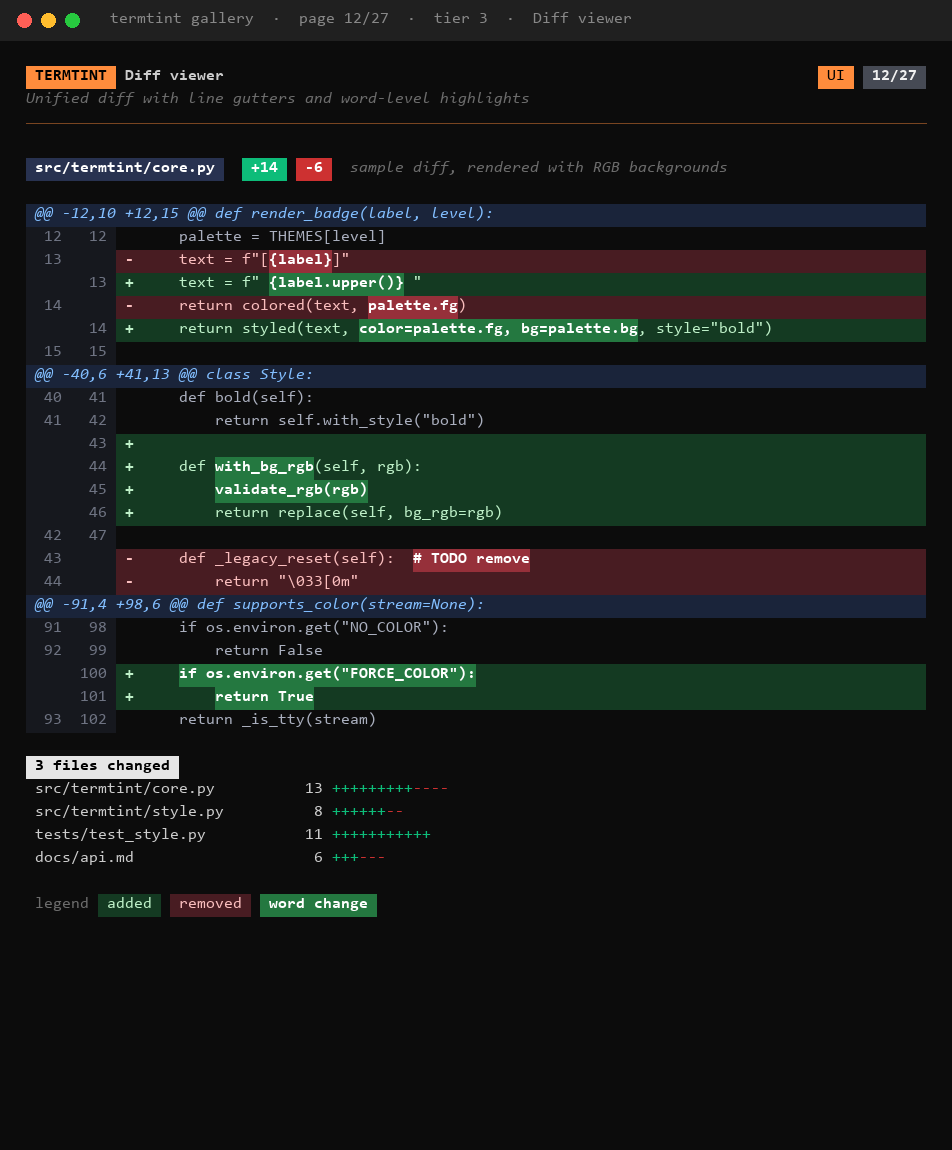 termtint gallery · page 12/27 · tier 3 · Diff viewer
TERMTINT Diff viewer UI 12/27
Unified diff with line gutters and word-level highlights
src/termtint/core.py +14 -6 sample diff, rendered with RGB backgrounds
@@ -12,10 +12,15 @@ def render_badge(label, level):
12 12 palette = THEMES[level]
13 - text = f"[{label}]"
13 + text = f" {label.upper()} "
14 - return colored(text, palette.fg)
14 + return styled(text, color=palette.fg, bg=palette.bg, style="bold")
15 15
@@ -40,6 +41,13 @@ class Style:
40 41 def bold(self):
41 42 return self.with_style("bold")
43 +
44 + def with_bg_rgb(self, rgb):
45 + validate_rgb(rgb)
46 + return replace(self, bg_rgb=rgb)
42 47
43 - def _legacy_reset(self): # TODO remove
44 - return "\033[0m"
@@ -91,4 +98,6 @@ def supports_color(stream=None):
91 98 if os.environ.get("NO_COLOR"):
92 99 return False
100 + if os.environ.get("FORCE_COLOR"):
101 + return True
93 102 return _is_tty(stream)
3 files changed
src/termtint/core.py 13 +++++++++----
src/termtint/style.py 8 ++++++--
tests/test_style.py 11 +++++++++++
docs/api.md 6 +++---
legend added removed word change